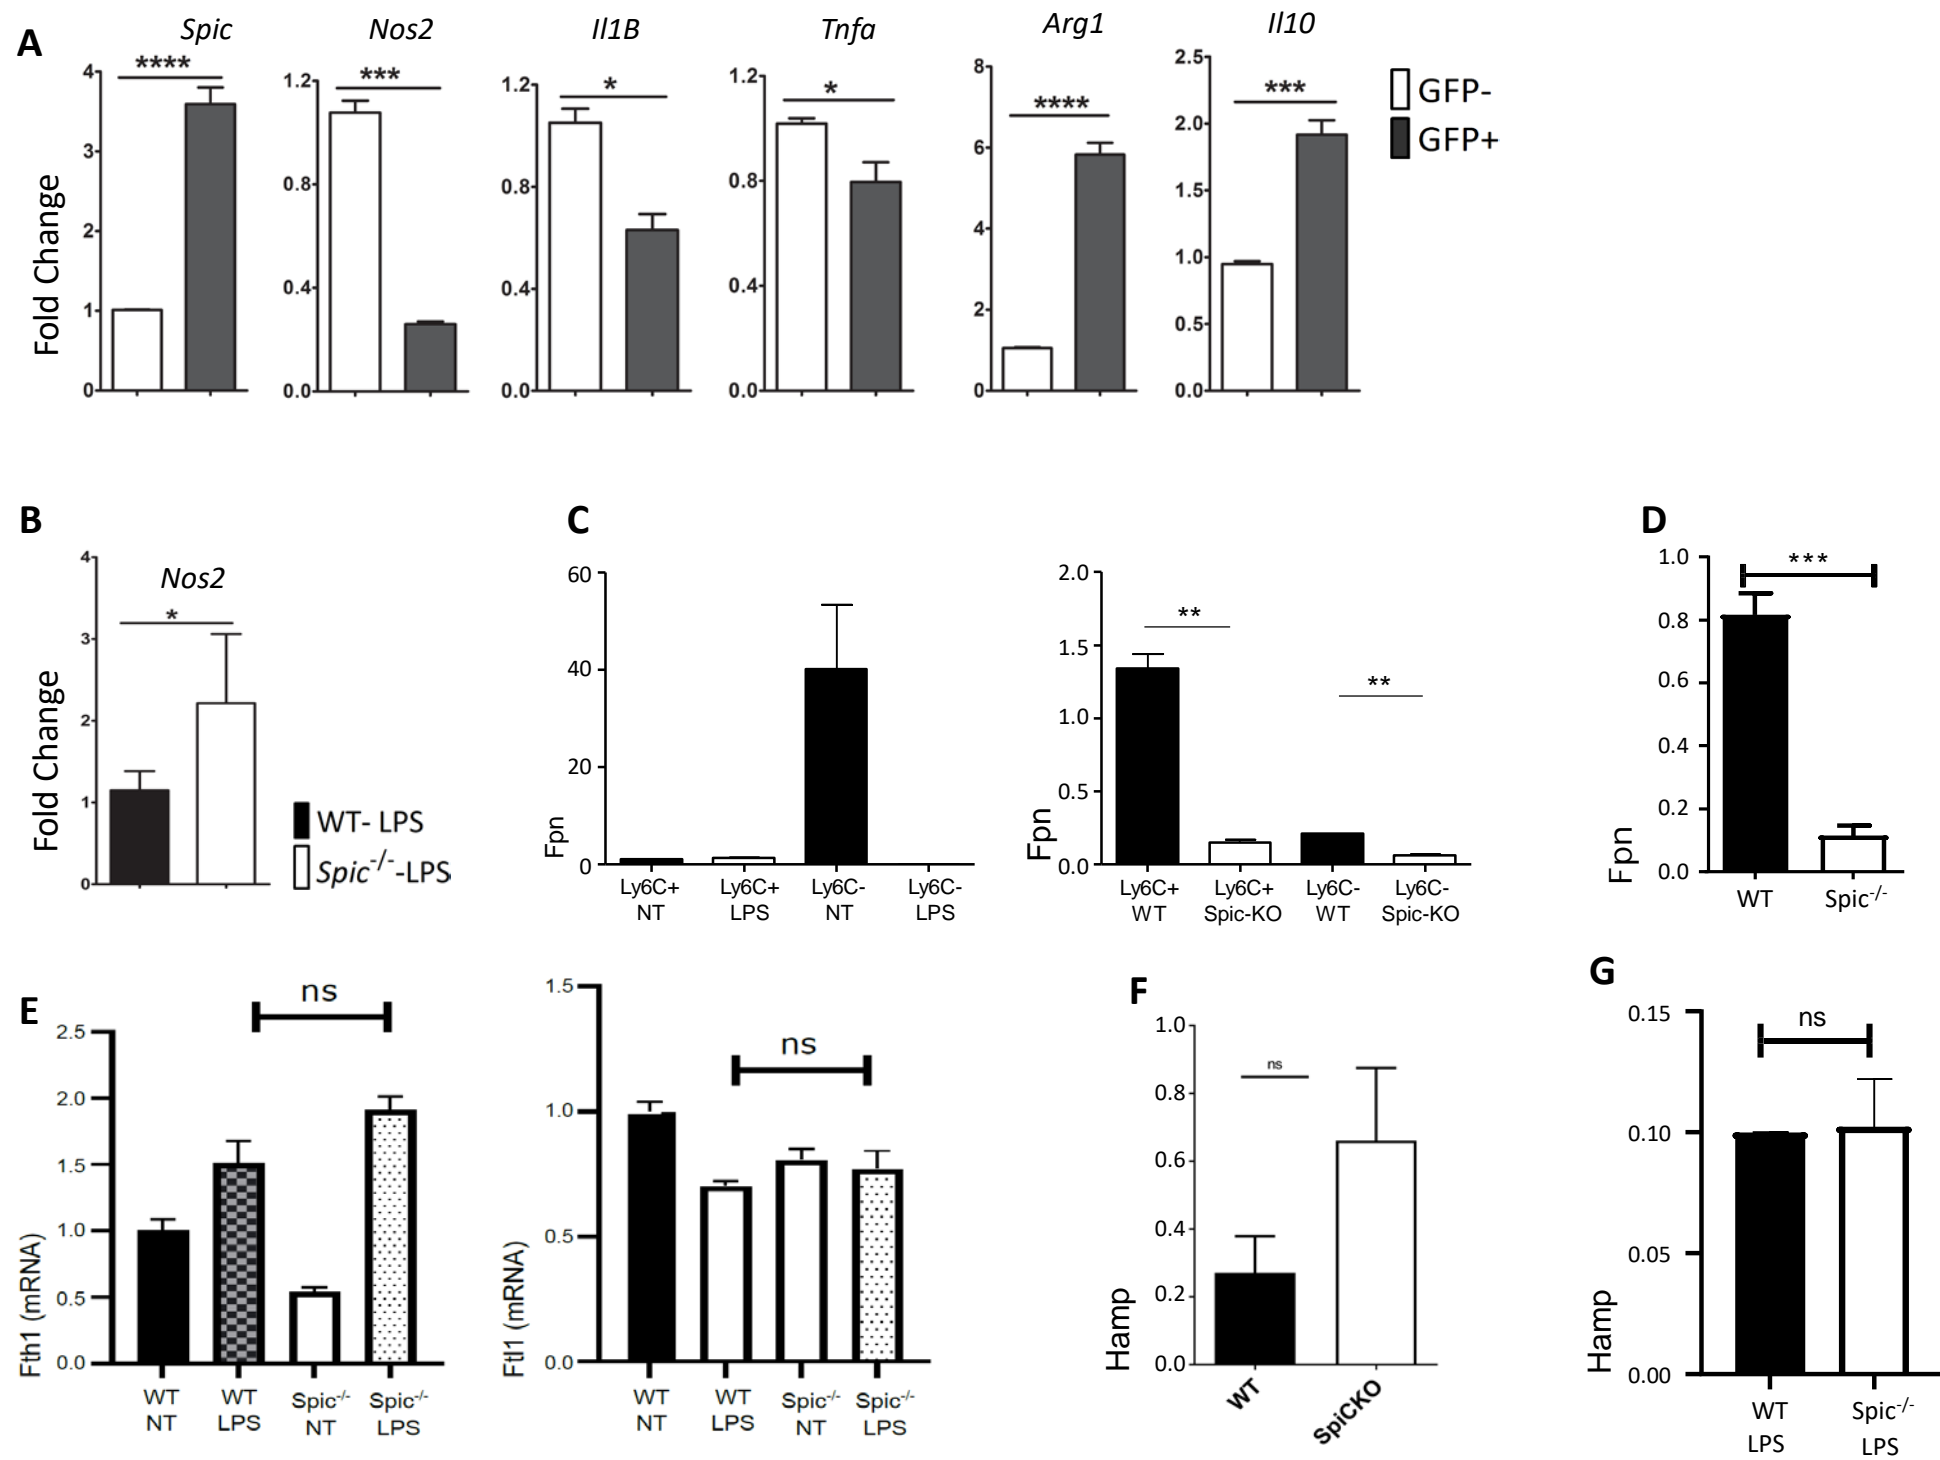 A
Spic
Nos2
Il1B
Tnfa
Arg1
Il10
Fold Change
4
3
2
1
0
****
1.2
0.8
0.4
0.0
***
1.2
0.8
0.4
0.0
*
1.2
0.8
0.4
0.0
*
8
6
4
2
0
****
2.5
2.0
1.5
1.0
0.5
0.0
***
GFP-
GFP+
B
Nos2
Fold Change
4
3
2
1
0
*
WT- LPS
Spic-/--LPS
C
Fpn
60
40
20
0
Ly6C+ Ly6C+ Ly6C- Ly6C-
NT LPS NT LPS
Fpn
2.0
1.5
1.0
0.5
0.0
**
**
Ly6C+ Ly6C+ Ly6C- Ly6C-
WT Spic-KO WT Spic-KO
D
Fpn
1.0
0.8
0.6
0.4
0.2
0.0
***
WT Spic-/-
E
Fth1 (mRNA)
2.5
2.0
1.5
1.0
0.5
0.0
ns
WT WT Spic-/- Spic-/-
NT LPS NT LPS
Ftl1 (mRNA)
1.5
1.0
0.5
0.0
ns
WT WT Spic-/- Spic-/-
NT LPS NT LPS
F
Hamp
1.0
0.8
0.6
0.4
0.2
0.0
ns
WT
SpiCKO
G
Hamp
0.15
0.10
0.05
0.00
ns
WT Spic-/-
LPS LPS